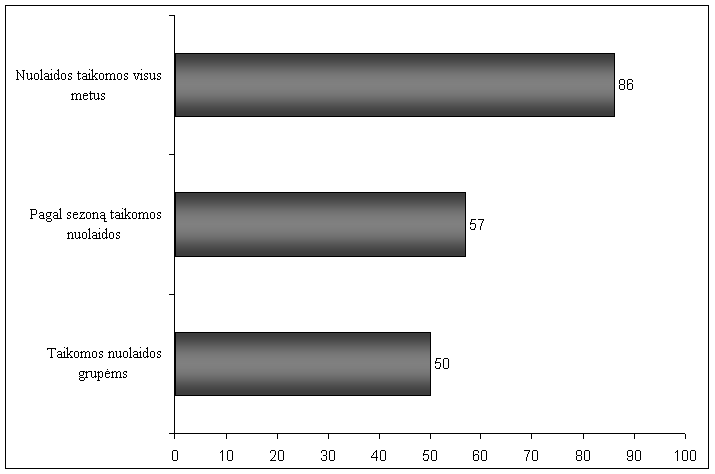 Nuolaidos taikomos visus
metus
86
Pagal sezoną taikomos
nuolaidos
57
Taikomos nuolaidos
grupėms
50
0 10 20 30 40 50 60 70 80 90 100